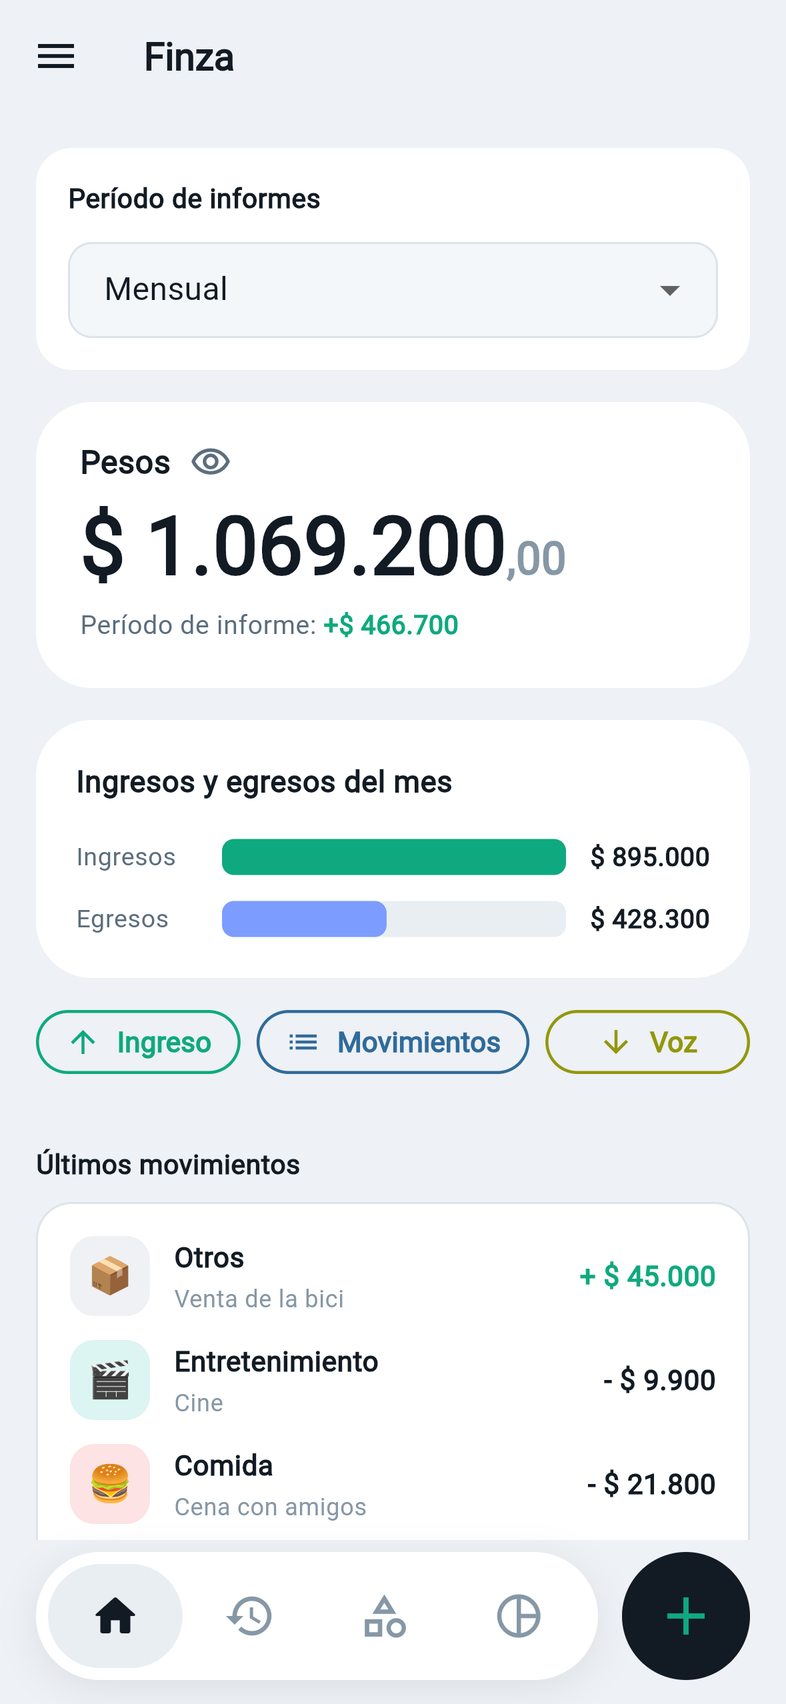 Finza
Período de informes
Mensual
Pesos
$ 1.069.200,00
Período de informe: +$ 466.700
Ingresos y egresos del mes
Ingresos $ 895.000
Egresos $ 428.300
Ingreso Movimientos Voz
Últimos movimientos
Otros
Venta de la bici
+ $ 45.000
Entretenimiento
Cine
- $ 9.900
Comida
Cena con amigos
- $ 21.800